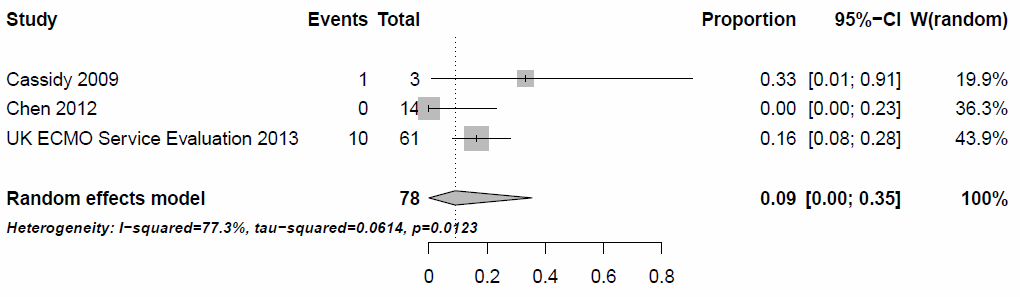 Study Events Total Proportion 95%−CI W(random)
Cassidy 2009 1 3 0.33 [0.01; 0.91] 19.9%
Chen 2012 0 14 0.00 [0.00; 0.23] 36.3%
UK ECMO Service Evaluation 2013 10 61 0.16 [0.08; 0.28] 43.9%
Random effects model 78 0.09 [0.00; 0.35] 100%
Heterogeneity: I−squared=77.3%, tau−squared=0.0614, p=0.0123
0 0.2 0.4 0.6 0.8